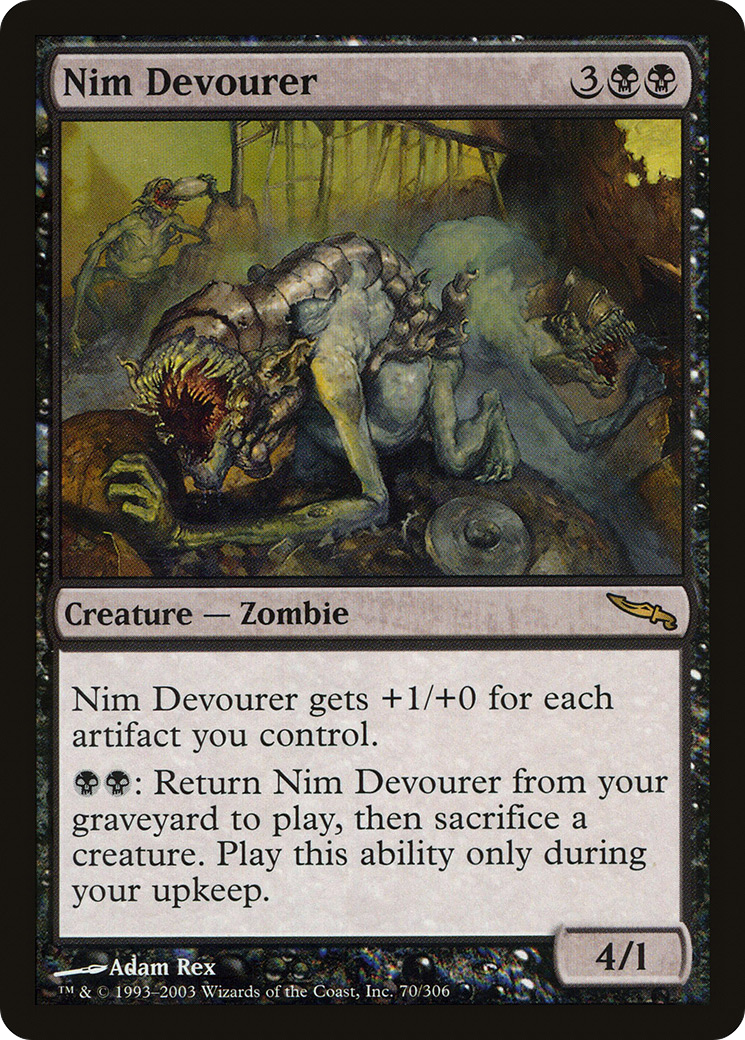 Nim Devourer 3
Creature — Zombie
Nim Devourer gets +1/+0 for each
artifact you control.
: Return Nim Devourer from your
graveyard to play, then sacrifice a
creature. Play this ability only during
your upkeep.
4/1
Adam Rex
™ & © 1993–2003 Wizards of the Coast, Inc. 70/306